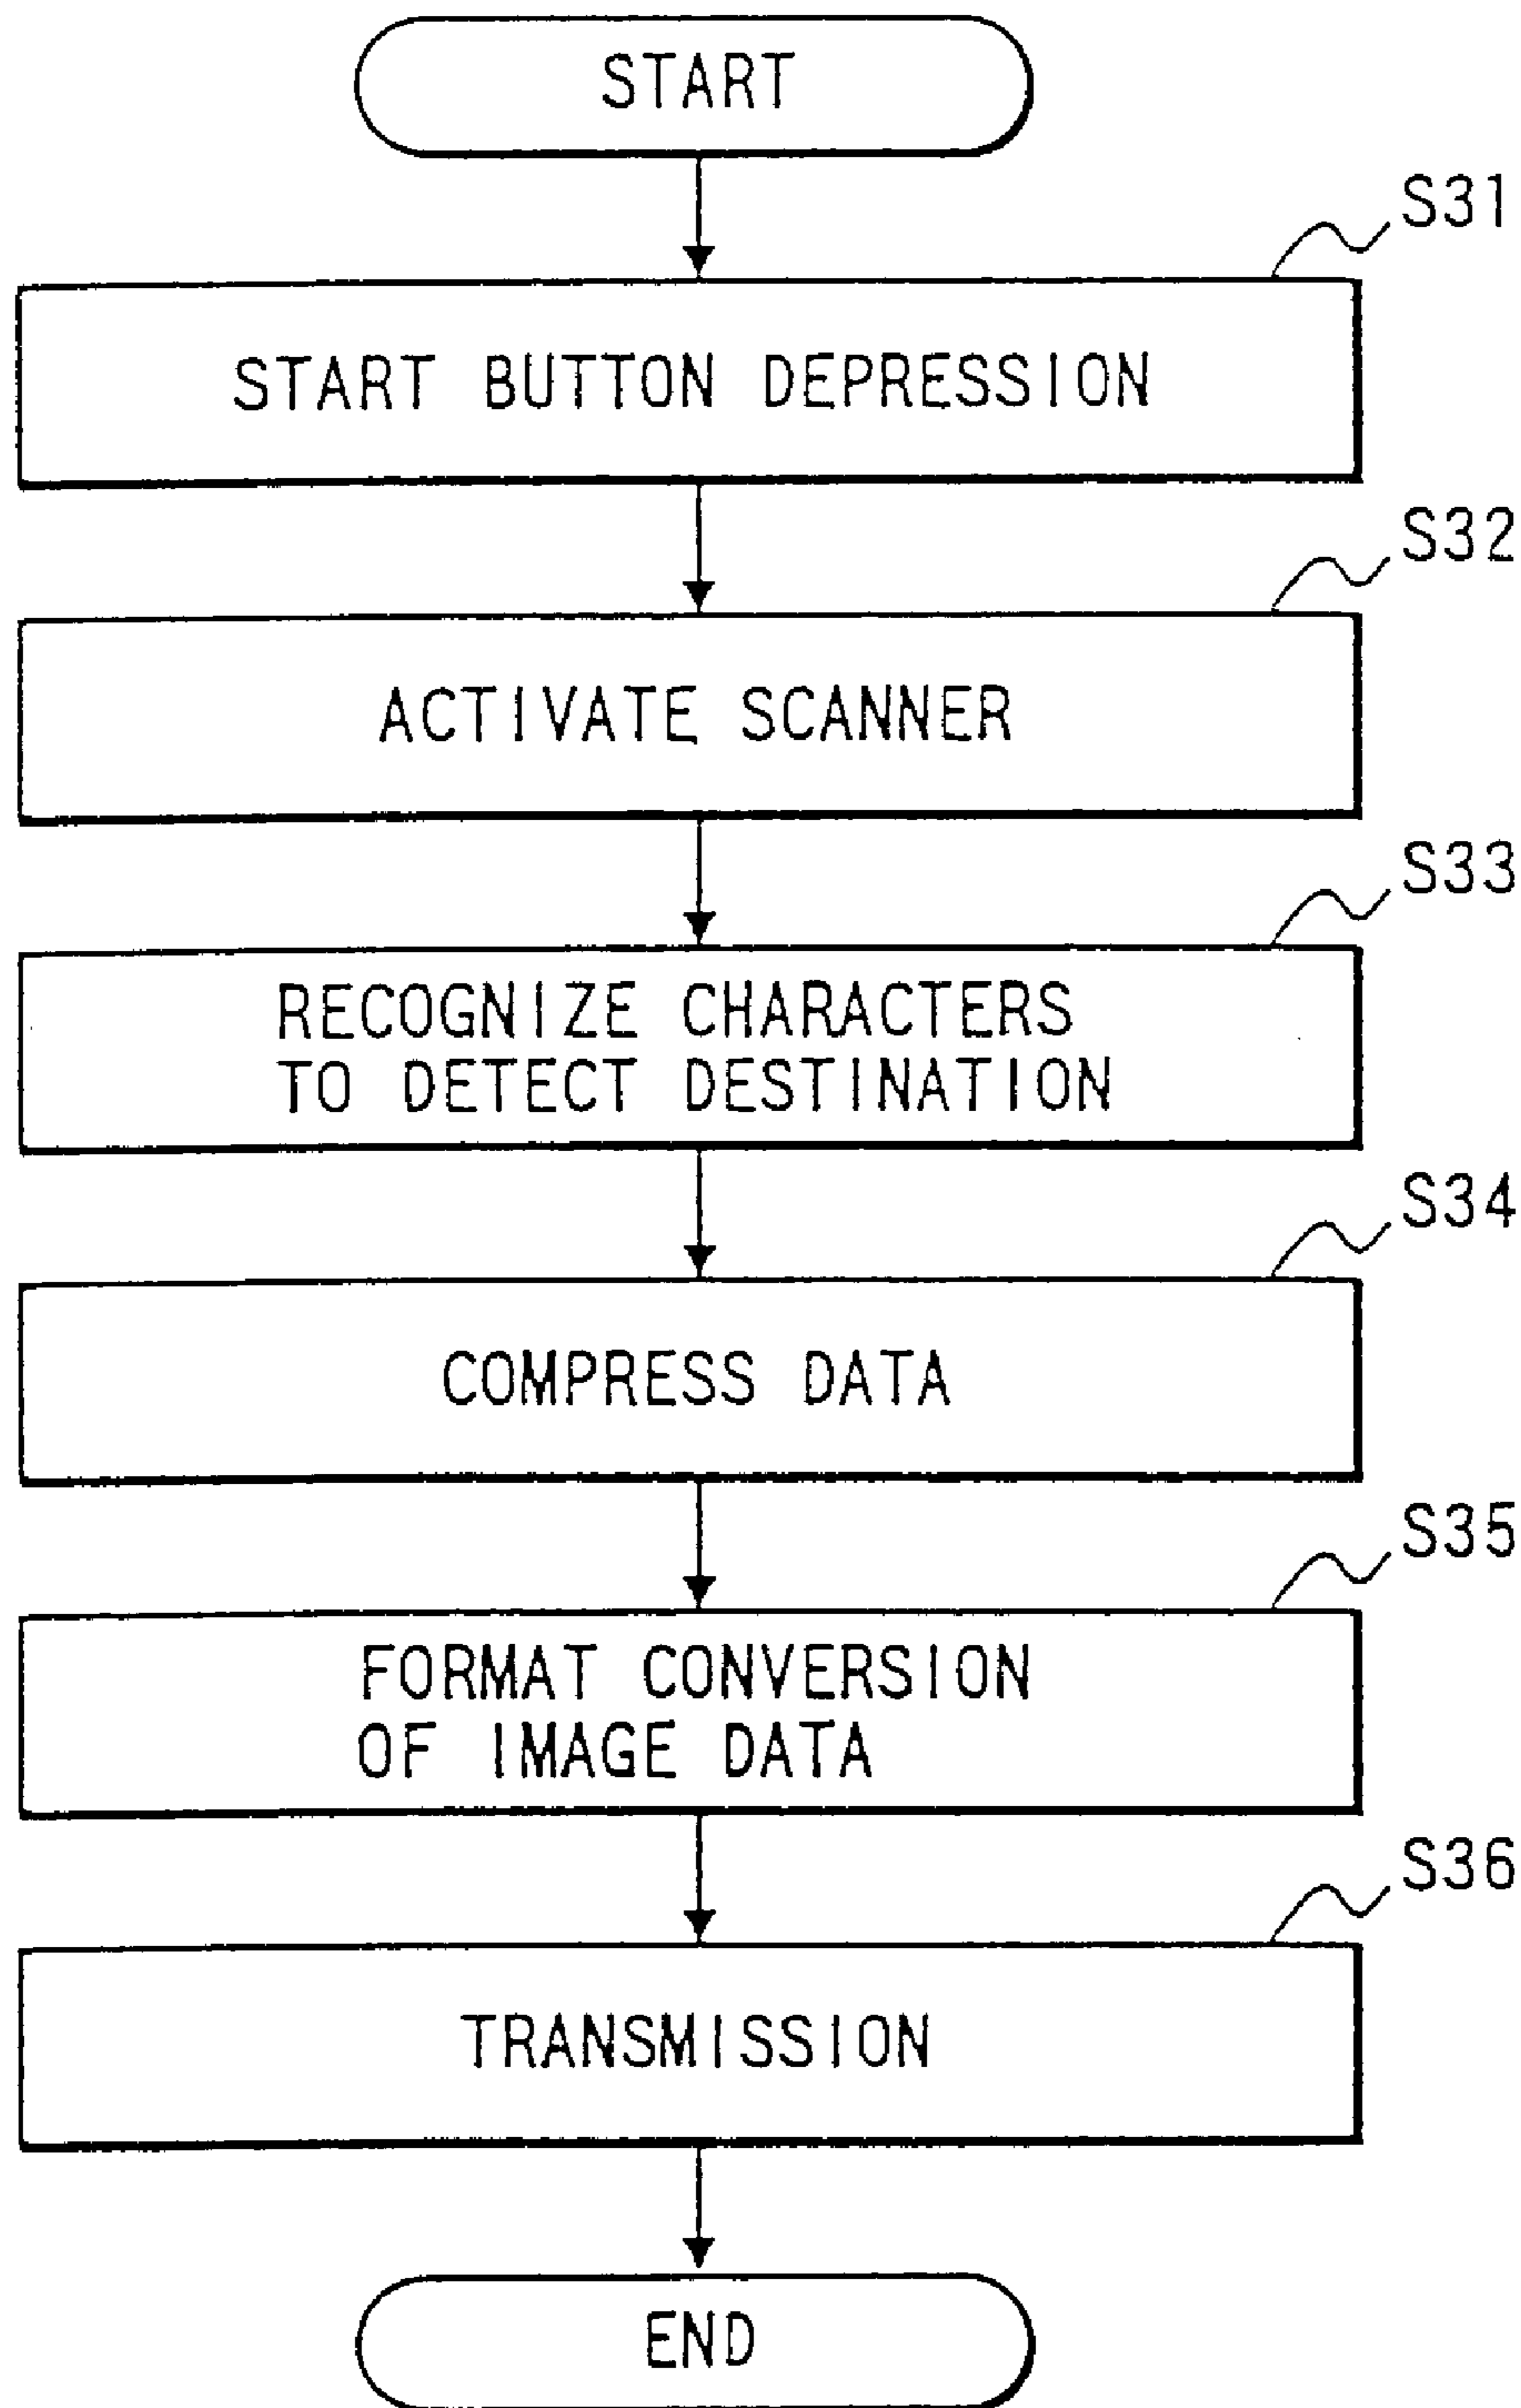 START
S31
START BUTTON DEPRESSION
S32
ACTIVATE SCANNER
S33
RECOGNIZE CHARACTERS
TO DETECT DESTINATION
S34
COMPRESS DATA
S35
FORMAT CONVERSION
OF IMAGE DATA
S36
TRANSMISSION
END